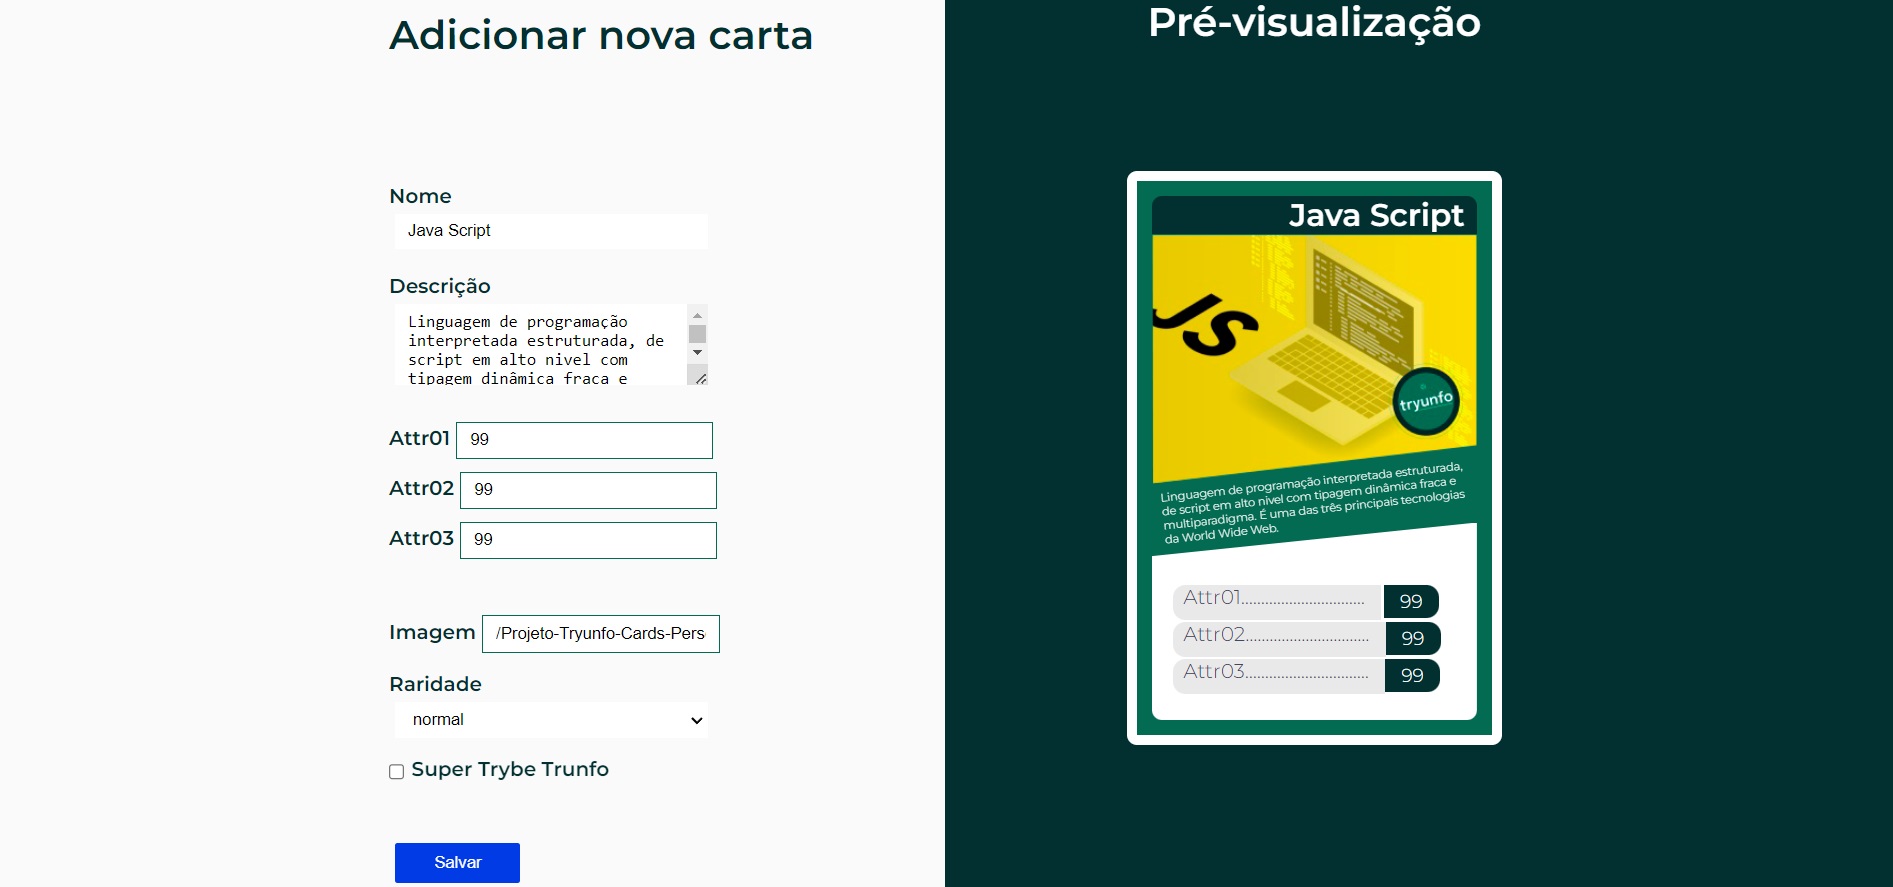 Adicionar nova carta
Nome
Java Script
Descrição
Linguagem de programação
interpretada estruturada, de
script em alto nivel com
tipagem dinâmica fraca e
Attr01 99
Attr02 99
Attr03 99
Imagem /Projeto-Tryunfo-Cards-Pers
Raridade
normal
Super Trybe Trunfo
Salvar
Pré-visualização
Java Script
JS
tryunfo
Linguagem de programação interpretada estruturada,
de script em alto nivel com tipagem dinâmica fraca e
multiparadigma. É uma das três principais tecnologias
da World Wide Web.
Attr01............................... 99
Attr02............................... 99
Attr03............................... 99